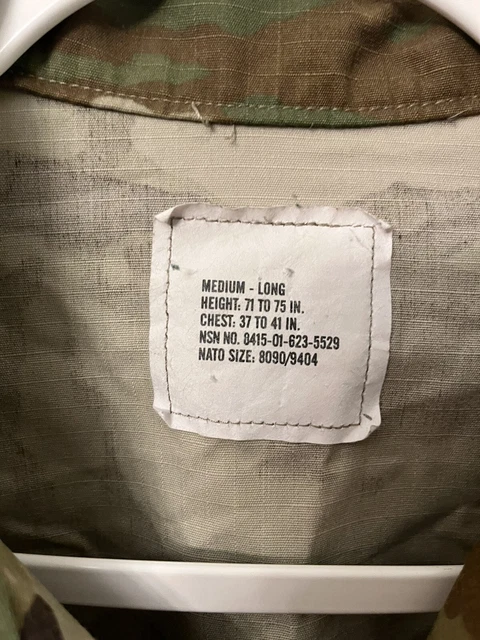 MEDIUM - LONG
HEIGHT: 71 TO 75 IN.
CHEST: 37 TO 41 IN.
NSN NO. 8415-01-623-5529
NATO SIZE: 8090/9404